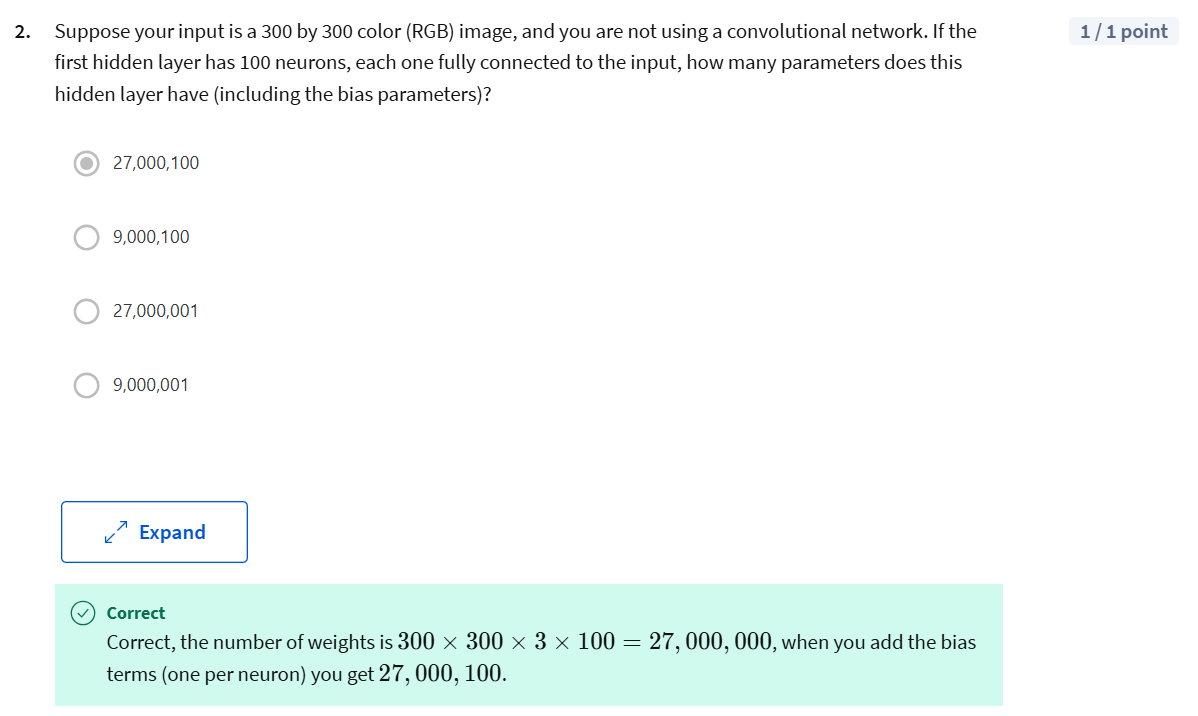 2. Suppose your input is a 300 by 300 color (RGB) image, and you are not using a convolutional network. If the 1 / 1 point
first hidden layer has 100 neurons, each one fully connected to the input, how many parameters does this
hidden layer have (including the bias parameters)?
27,000,100
9,000,100
27,000,001
9,000,001
Expand
Correct
Correct, the number of weights is 300 × 300 × 3 × 100 = 27, 000, 000, when you add the bias
terms (one per neuron) you get 27, 000, 100.